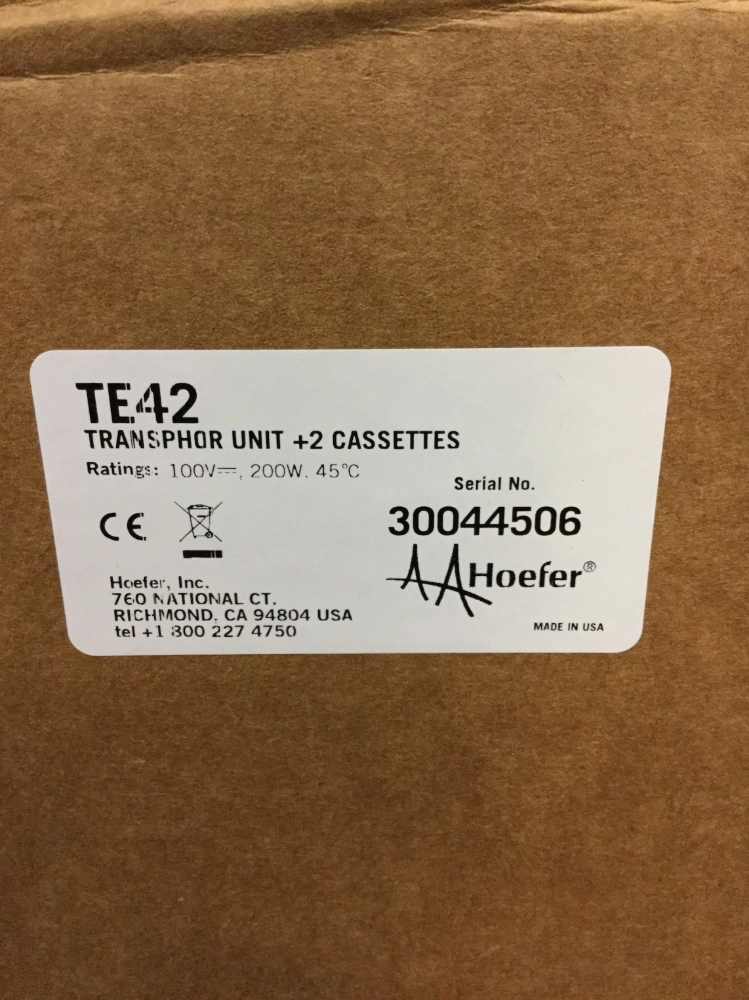 TE42
TRANSPHOR UNIT +2 CASSETTES
Ratings: 100V⎓, 200W. 45°C
Serial No.
30044506
CE
Hoefer®
Hoefer, Inc.
760 NATIONAL CT.
RICHMOND, CA 94804 USA
tel +1 800 227 4750
MADE IN USA